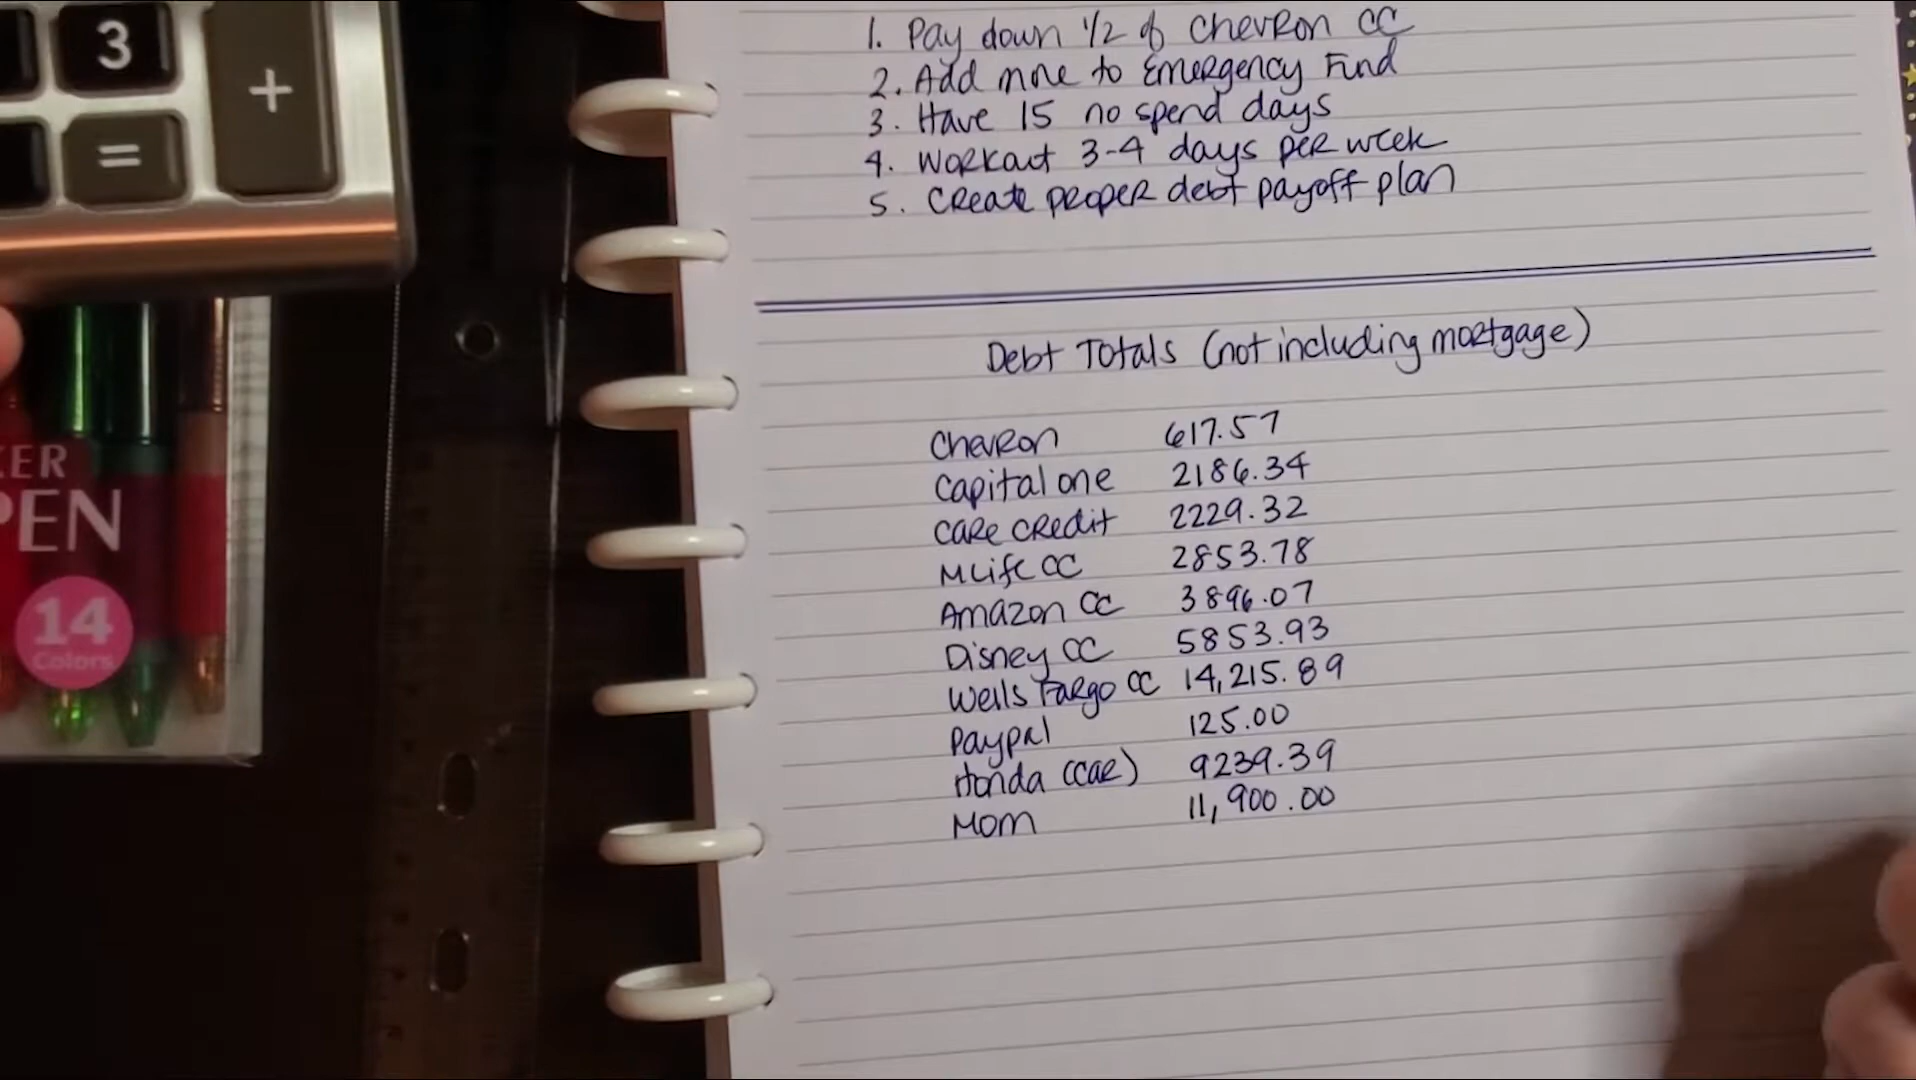 3
+
=
KER
PEN
14
Colors
1. Pay down 1/2 of Chevron CC
2. Add more to Emergency Fund
3. Have 15 no spend days
4. Workout 3-4 days per week
5. Create proper debt payoff plan
Debt Totals (not including mortgage)
Chevron 617.57
Capital one 2186.34
Care credit 2229.32
Mlife CC 2853.78
Amazon CC 3896.07
Disney CC 5853.93
Wells Fargo CC 14,215.89
Paypal 125.00
Honda (car) 9239.39
Mom 11,900.00